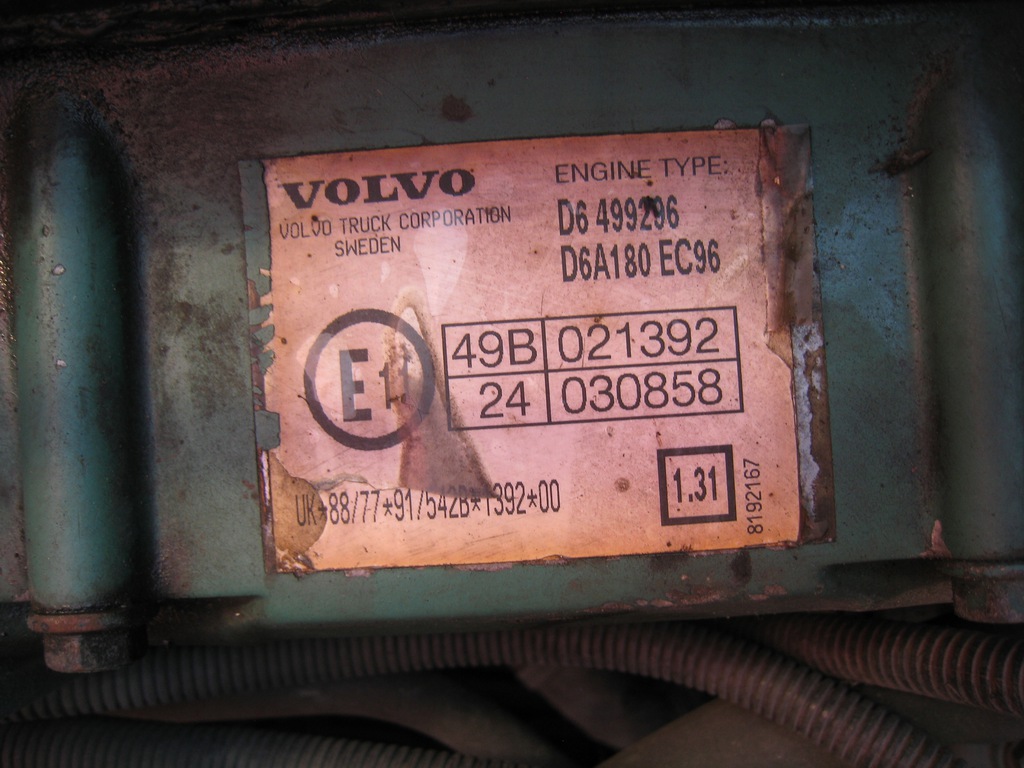 VOLVO
VOLVO TRUCK CORPORATION
SWEDEN
ENGINE TYPE:
D6 499296
D6A180 EC96
E 11
49B 021392
24 030858
UK*88/77*91/542B*1392*00
1.31
8192167